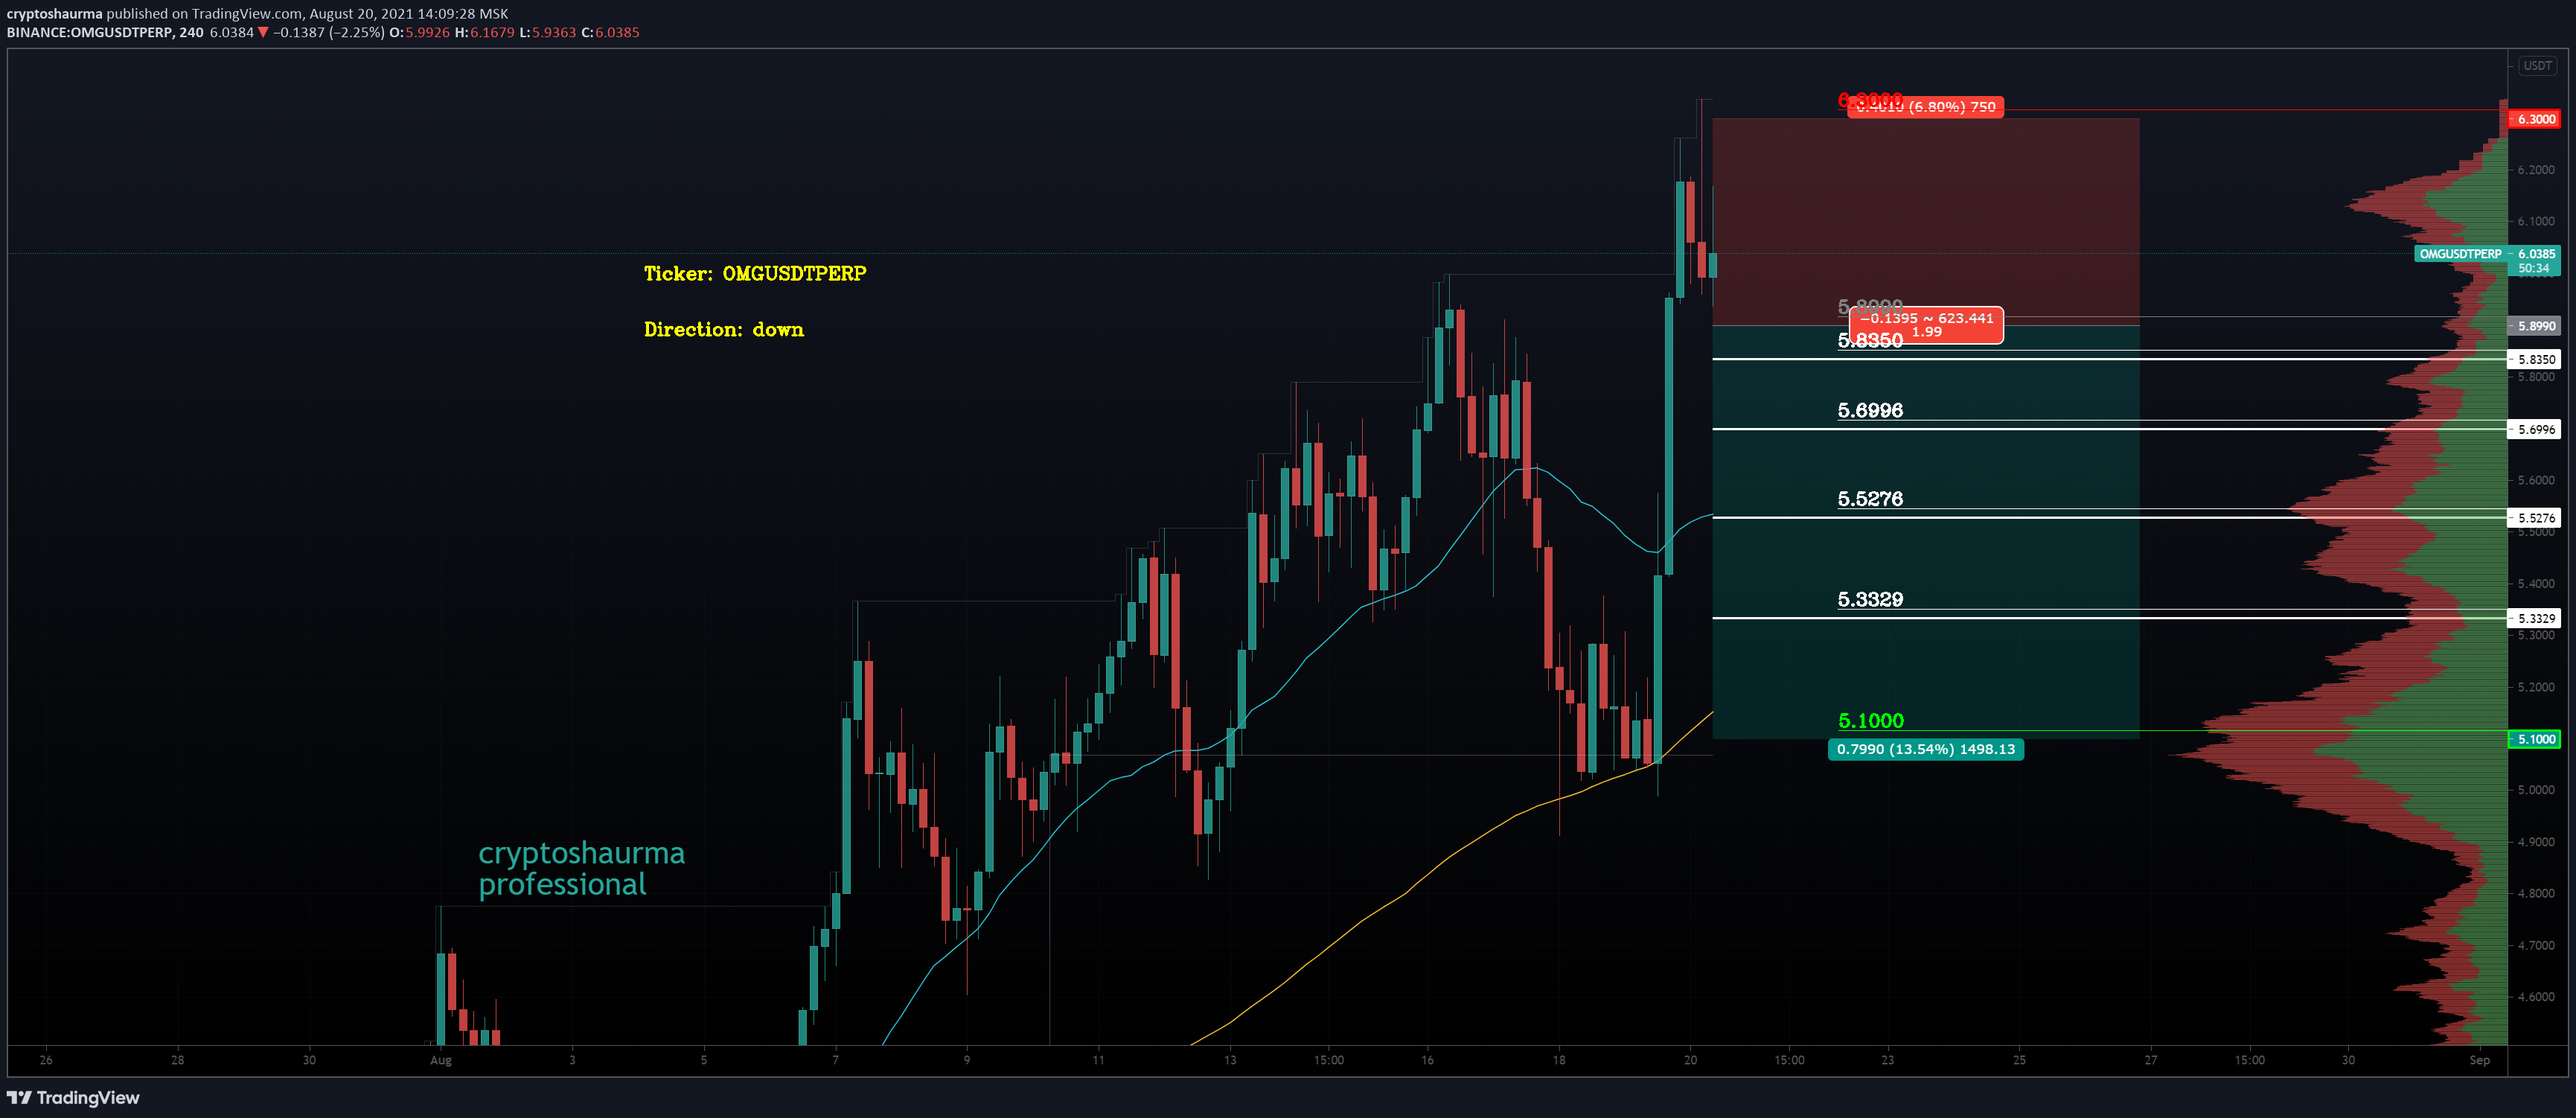 cryptoshaurma published on TradingView.com, August 20, 2021 14:09:28 MSK
BINANCE:OMGUSDTPERP, 240 6.0384 ▼ −0.1387 (−2.25%) O:5.9926 H:6.1679 L:5.9363 C:6.0385
USDT
6.3000
0.4010 (6.80%) 750
6.3000
6.2000
6.1000
OMGUSDTPERP 6.0385
50:34
Ticker: OMGUSDTPERP
Direction: down
−0.1395 ~ 623.441
1.99
5.8990
5.8350
5.8350
5.8000
5.6996
5.6996
5.6000
5.5276
5.5276
5.5000
5.4000
5.3329
5.3329
5.3000
5.2000
5.1000
5.1000
0.7990 (13.54%) 1498.13
5.0000
4.9000
cryptoshaurma
professional
4.8000
4.7000
4.6000
26 28 30 Aug 3 5 7 9 11 13 15:00 16 18 20 15:00 23 25 27 15:00 30 Sep
TradingView